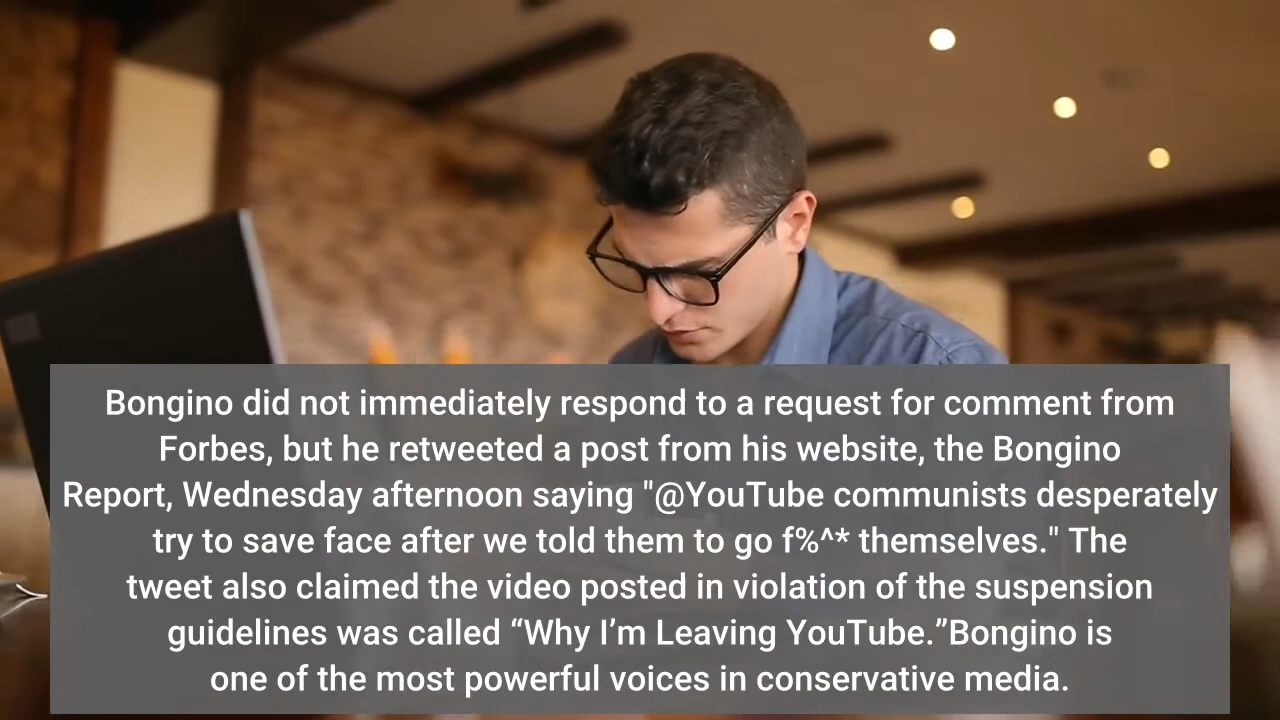 Bongino did not immediately respond to a request for comment from
Forbes, but he retweeted a post from his website, the Bongino
Report, Wednesday afternoon saying "@YouTube communists desperately
try to save face after we told them to go f%^* themselves." The
tweet also claimed the video posted in violation of the suspension
guidelines was called “Why I’m Leaving YouTube.”Bongino is
one of the most powerful voices in conservative media.